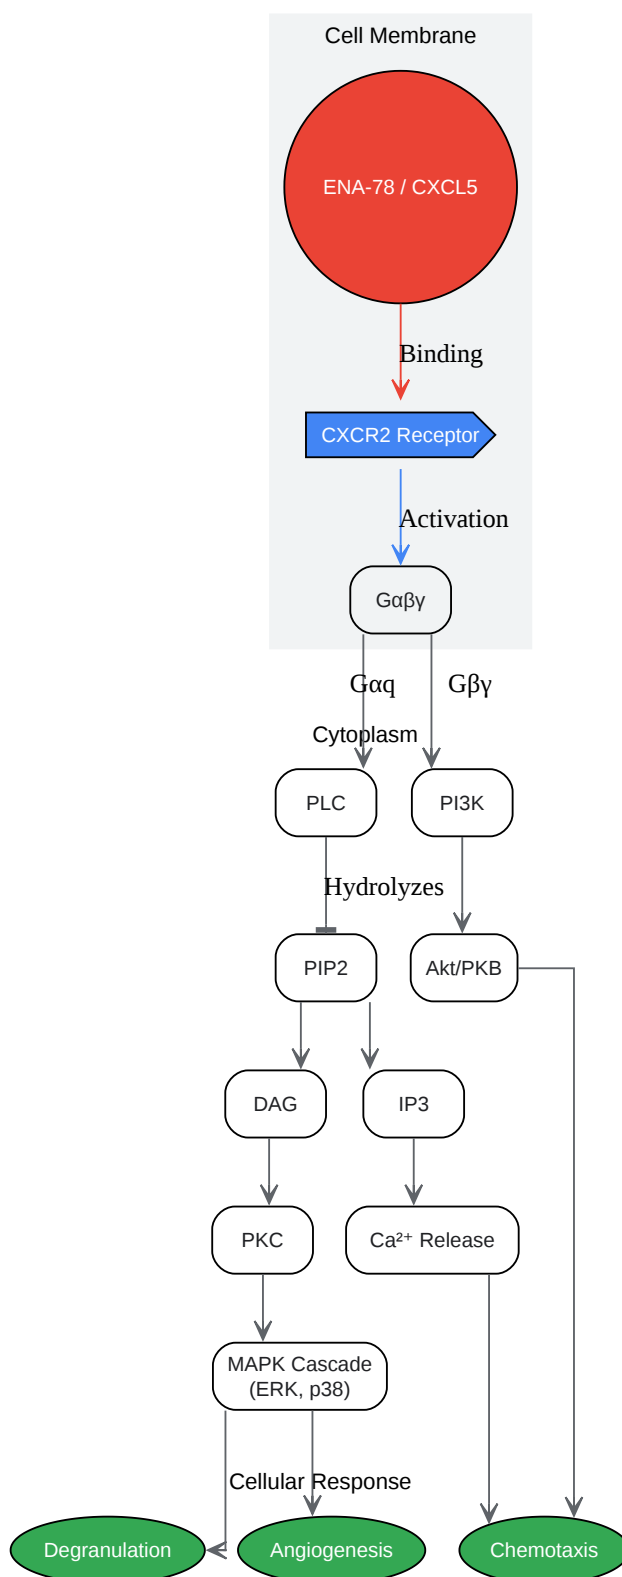 Cell Membrane
ENA-78 / CXCL5
Binding
CXCR2 Receptor
Activation
Gαβγ
Gαq
Gβγ
Cytoplasm
PLC
PI3K
Hydrolyzes
PIP2
Akt/PKB
DAG
IP3
PKC
Ca²⁺ Release
MAPK Cascade
(ERK, p38)
Cellular Response
Degranulation
Angiogenesis
Chemotaxis